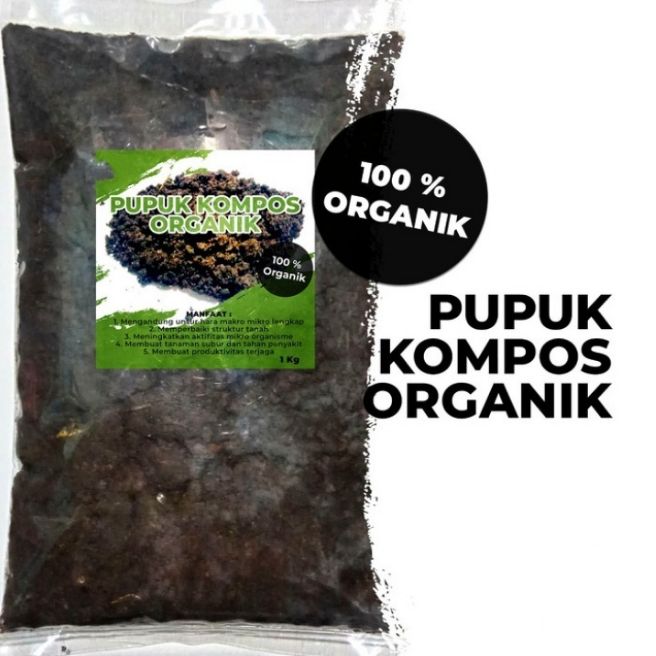 PUPUK KOMPOS
ORGANIK
100 %
Organik
MANFAAT :
1. Mengandung unsur hara makro mikro lengkap
2. Memperbaiki struktur tanah
3. Meningkatkan aktifitas mikro organisme
4. Membuat tanaman subur dan tahan penyakit
5. Membuat produktivitas terjaga
1 Kg
100 %
ORGANIK
PUPUK
KOMPOS
ORGANIK